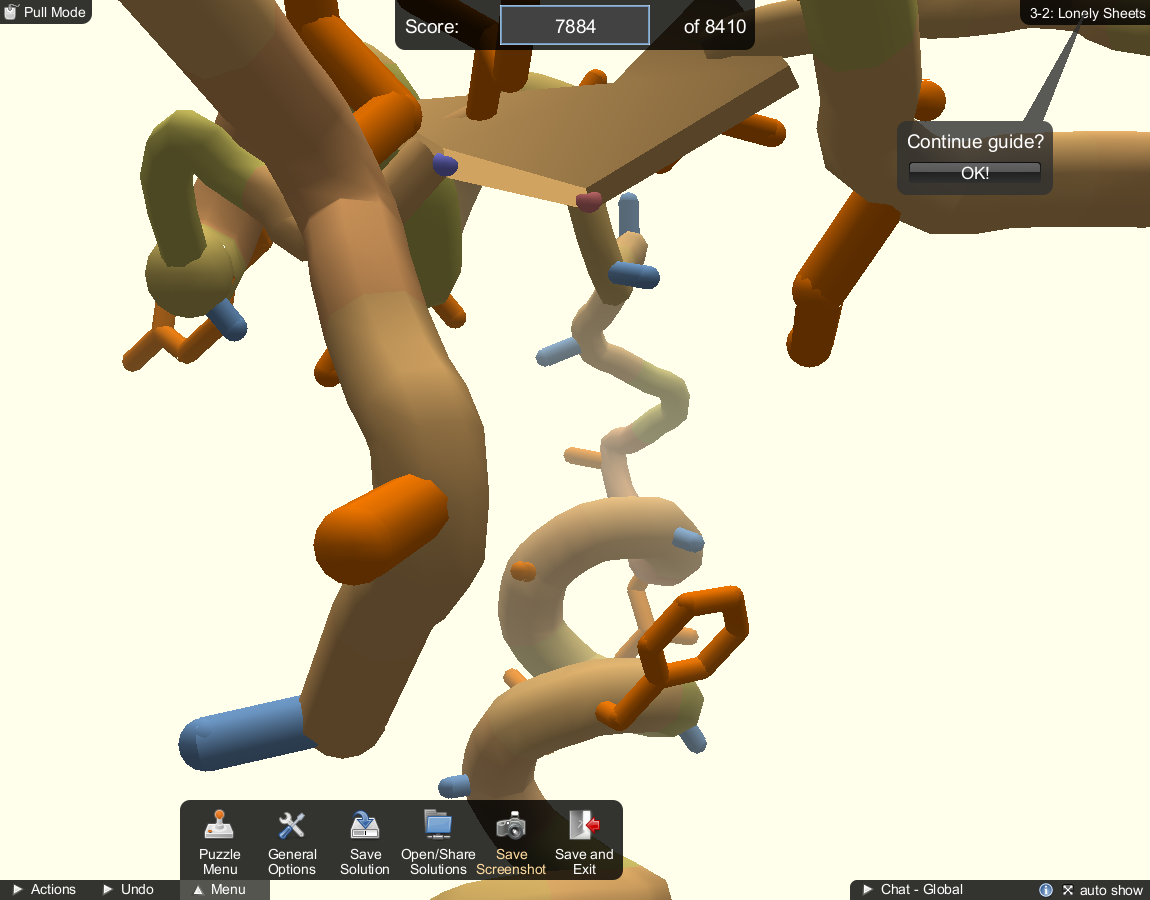 Pull Mode
Score: 7884 of 8410
3-2: Lonely Sheets
Continue guide?
OK!
Puzzle Menu
General Options
Save Solution
Open/Share Solutions
Save Screenshot
Save and Exit
Actions
Undo
Menu
Chat - Global
auto show